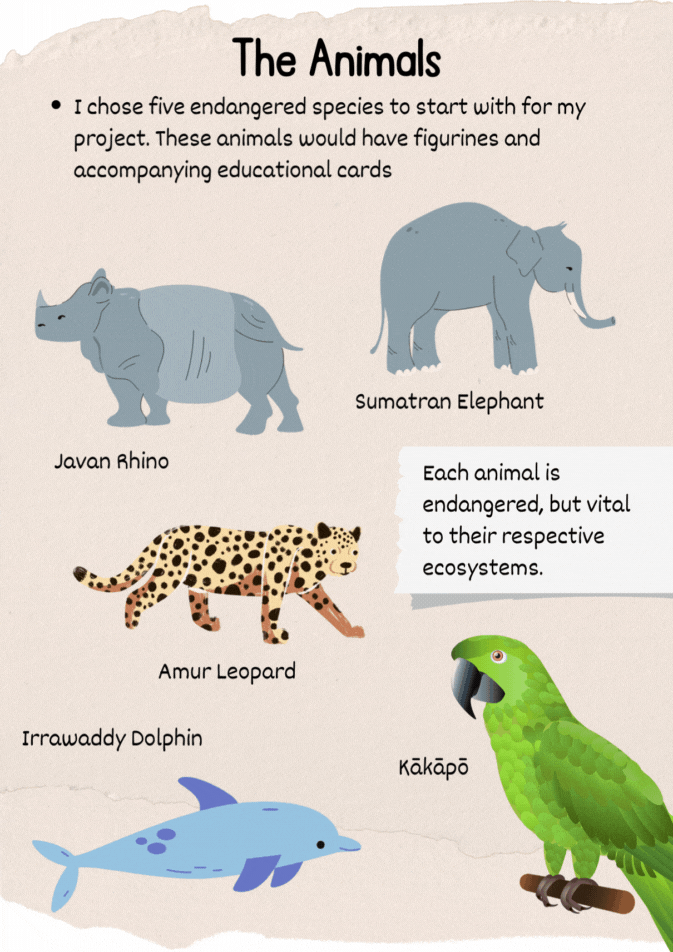 The Animals
I chose five endangered species to start with for my
project. These animals would have figurines and
accompanying educational cards
Sumatran Elephant
Javan Rhino
Each animal is
endangered, but vital
to their respective
ecosystems.
Amur Leopard
Irrawaddy Dolphin
Kākāpō